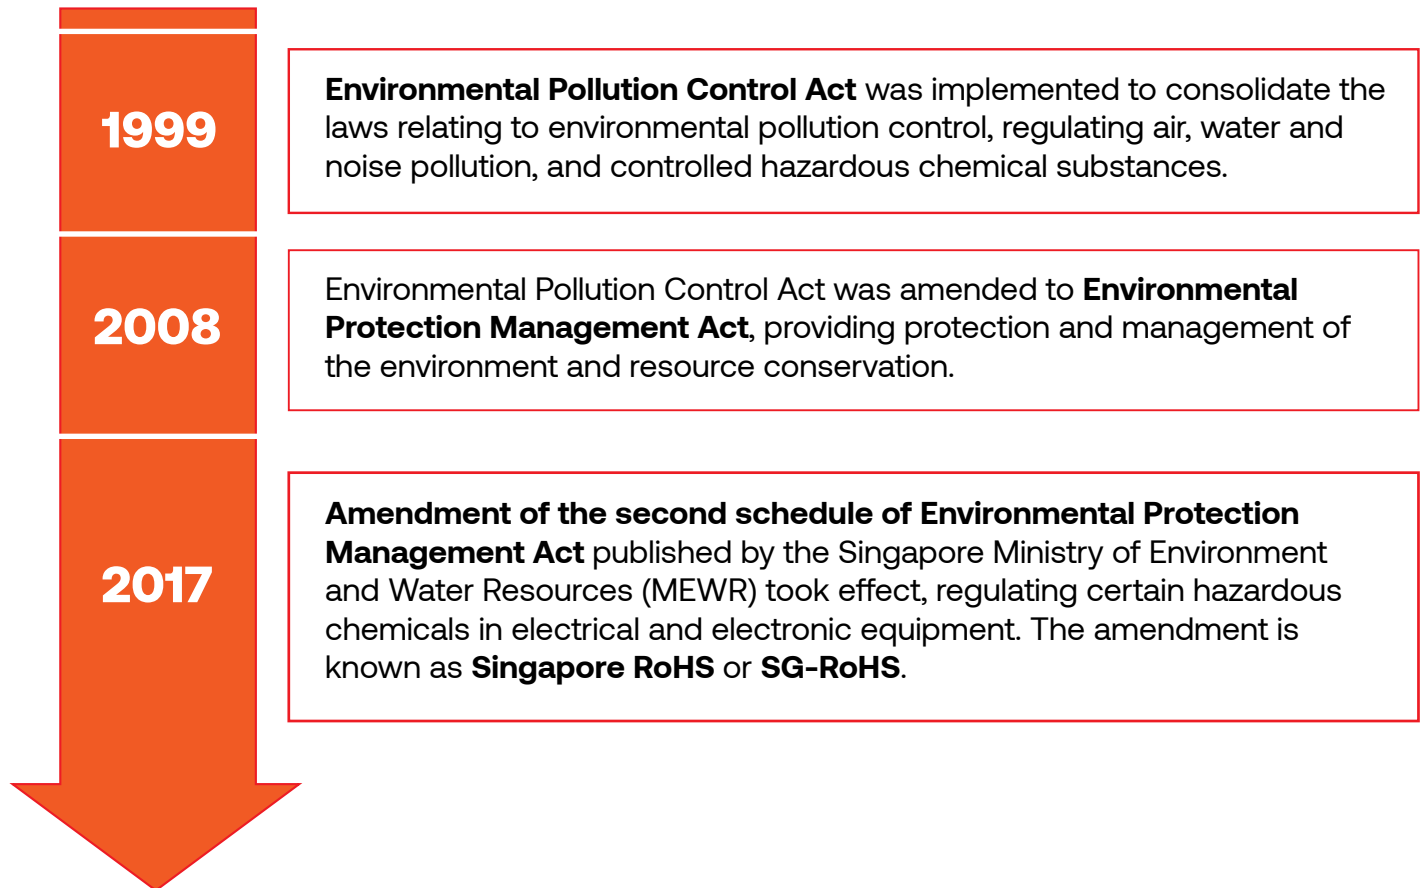 1999
Environmental Pollution Control Act was implemented to consolidate the
laws relating to environmental pollution control, regulating air, water and
noise pollution, and controlled hazardous chemical substances.
2008
Environmental Pollution Control Act was amended to Environmental
Protection Management Act, providing protection and management of
the environment and resource conservation.
2017
Amendment of the second schedule of Environmental Protection
Management Act published by the Singapore Ministry of Environment
and Water Resources (MEWR) took effect, regulating certain hazardous
chemicals in electrical and electronic equipment. The amendment is
known as Singapore RoHS or SG-RoHS.